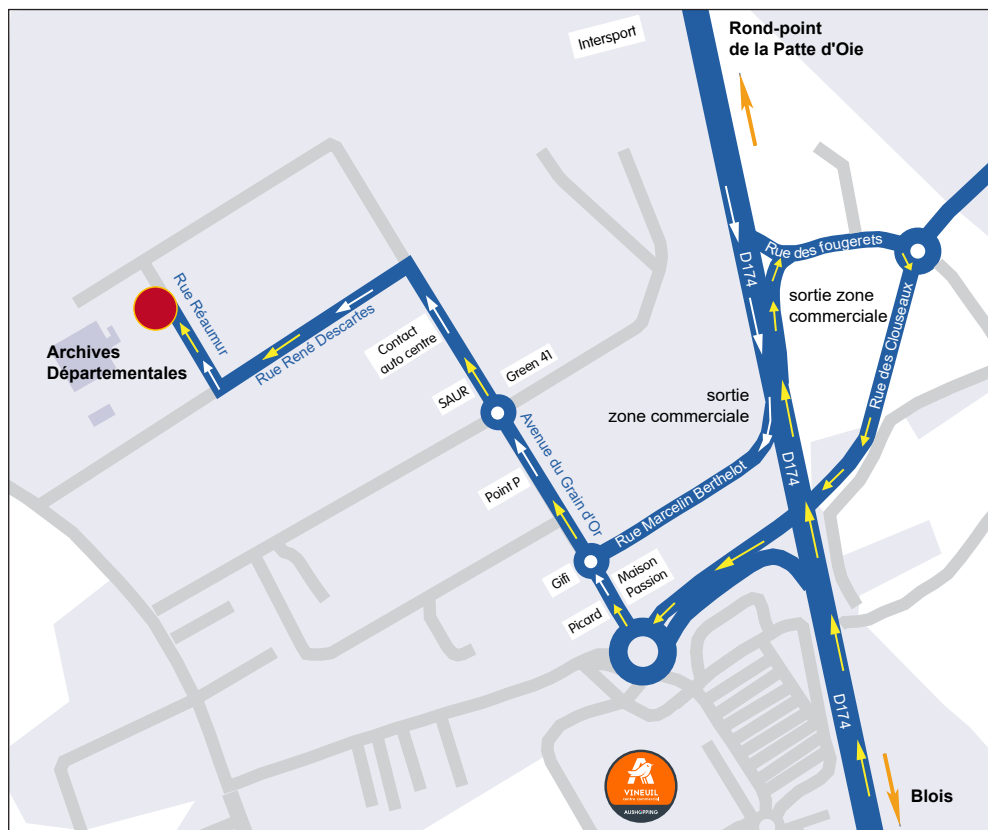 Rond-point
de la Patte d'Oie
Intersport
D174
Rue des fougerets
sortie zone
commerciale
Rue des Clouseaux
Rue Réaumur
Rue René Descartes
Contact
auto centre
Archives
Départementales
SAUR
Green 41
sortie
zone commerciale
Avenue du Grain d'Or
Point P
D174
Rue Marcelin Berthelot
Gifi
Maison
Passion
Picard
D174
VINEUIL
centre commercial
AUSHOPPING
Blois